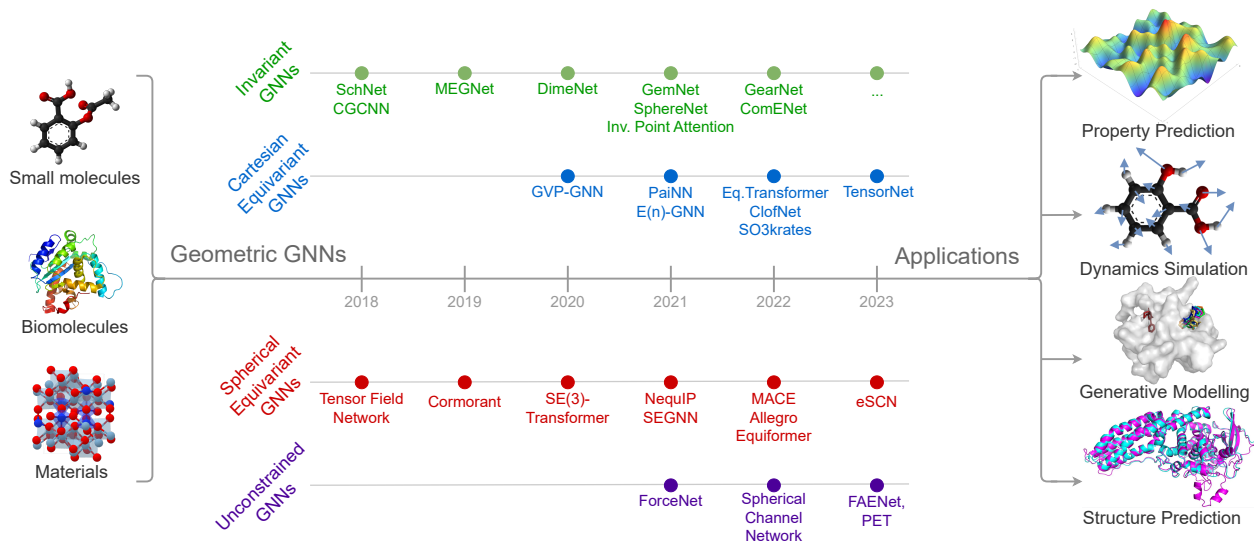 Small molecules
Biomolecules
Materials
Geometric GNNs
Invariant
GNNs
SchNet
CGCNN
MEGNet
DimeNet
GemNet
SphereNet
Inv. Point Attention
GearNet
ComENet
...
Cartesian
Equivariant
GNNs
GVP-GNN
PaiNN
E(n)-GNN
Eq.Transformer
ClofNet
SO3krates
TensorNet
2018
2019
2020
2021
2022
2023
Spherical
Equivariant
GNNs
Tensor Field
Network
Cormorant
SE(3)-
Transformer
NequIP
SEGNN
MACE
Allegro
Equiformer
eSCN
Unconstrained
GNNs
ForceNet
Spherical
Channel
Network
FAENet,
PET
Applications
Property Prediction
Dynamics Simulation
Generative Modelling
Structure Prediction